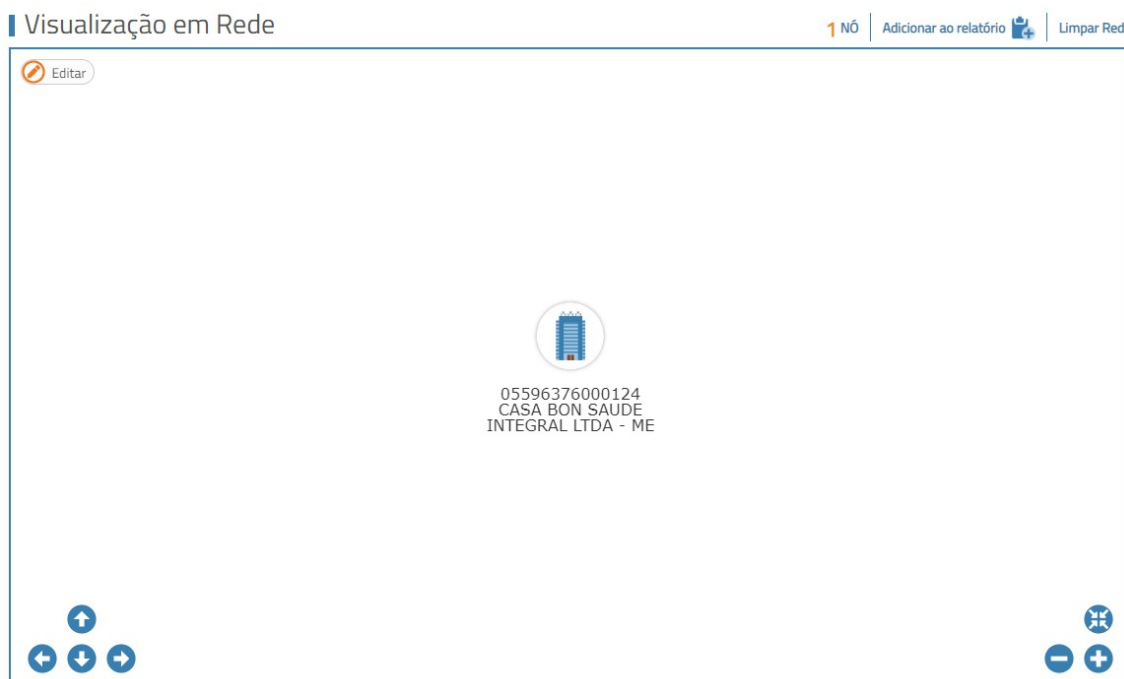 Visualização em Rede
1 NÓ
Adicionar ao relatório
Limpar Red
Editar
05596376000124
CASA BON SAUDE
INTEGRAL LTDA - ME